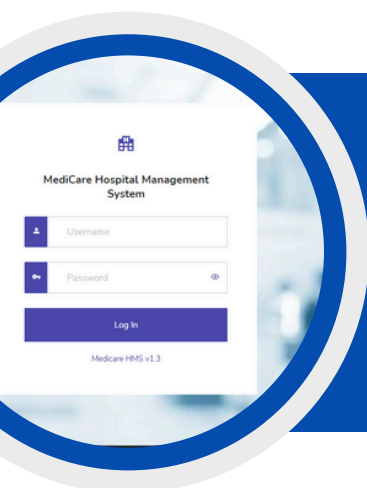 MediCare Hospital Management
System
Username
Password
Log In
Medicare HMS v1.3